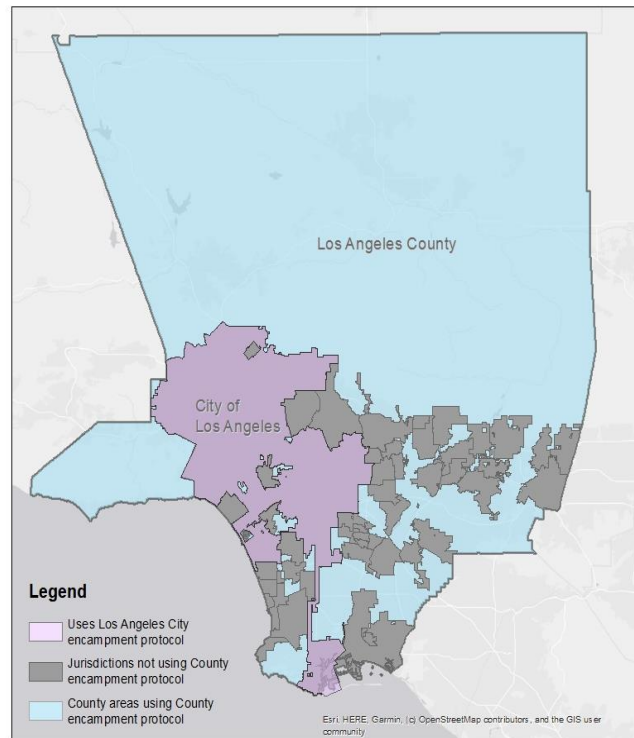 Los Angeles County
City of
Los Angeles
Legend
Uses Los Angeles City
encampment protocol
Jurisdictions not using County
encampment protocol
County areas using County
encampment protocol
Esri, HERE, Garmin, (c) OpenStreetMap contributors, and the GIS user
community